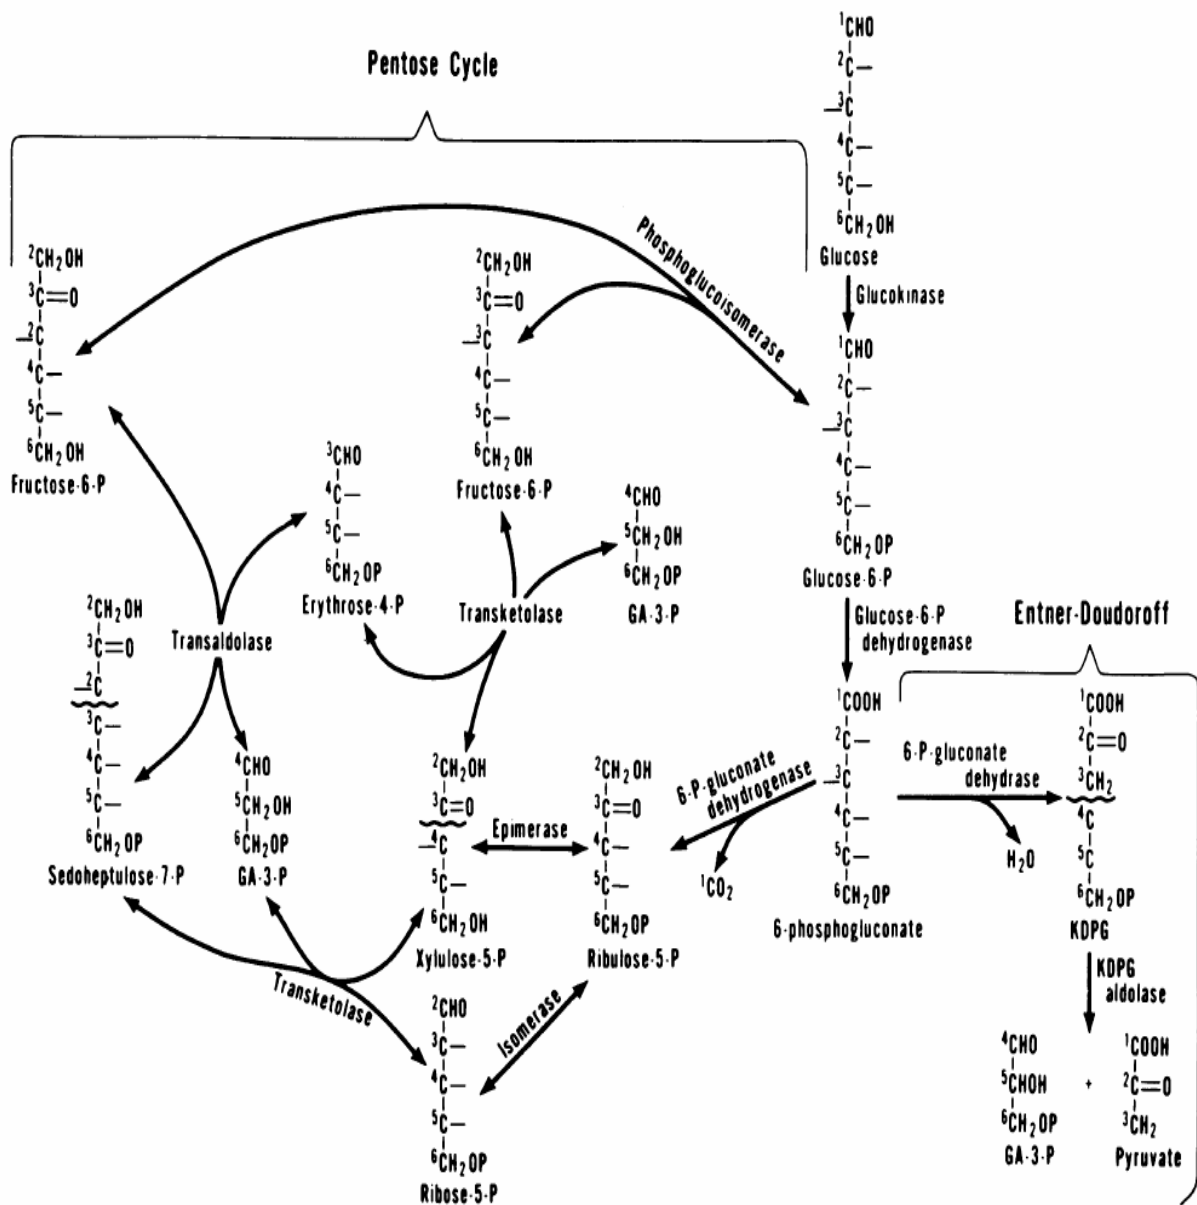 Pentose Cycle
¹CHO
²C—
—³C
⁴C—
⁵C—
⁶CH₂OH
Glucose
Glucokinase
¹CHO
²C—
—³C
⁴C—
⁵C—
⁶CH₂OP
Glucose-6-P
Glucose-6-P
dehydrogenase
Phosphoglucoisomerase
²CH₂OH
³C=O
—²C
⁴C—
⁵C—
⁶CH₂OH
Fructose-6-P
²CH₂OH
³C=O
—³C
⁴C—
⁵C—
⁶CH₂OH
Fructose-6-P
³CHO
⁴C—
⁵C—
⁶CH₂OP
Erythrose-4-P
⁴CHO
⁵CH₂OH
⁶CH₂OP
GA-3-P
Transaldolase
Transketolase
²CH₂OH
³C=O
—²C
³C—
⁴C—
⁵C—
⁶CH₂OP
Sedoheptulose-7-P
⁴CHO
⁵CH₂OH
⁶CH₂OP
GA-3-P
²CH₂OH
³C=O
—⁴C
⁵C—
⁶CH₂OH
Xylulose-5-P
Epimerase
²CH₂OH
³C=O
⁴C—
⁵C—
⁶CH₂OP
Ribulose-5-P
6-P-gluconate
dehydrogenase
¹CO₂
¹COOH
²C—
—³C
⁴C—
⁵C—
⁶CH₂OP
6-phosphogluconate
Entner-Doudoroff
6-P-gluconate
dehydrase
H₂O
¹COOH
²C=O
³CH₂
⁴C
⁵C
⁶CH₂OP
KDPG
KDPG
aldolase
⁴CHO
⁵CHOH
⁶CH₂OP
GA-3-P
+
¹COOH
²C=O
³CH₂
Pyruvate
Transketolase
Isomerase
²CHO
³C—
⁴C—
⁵C—
⁶CH₂OP
Ribose-5-P